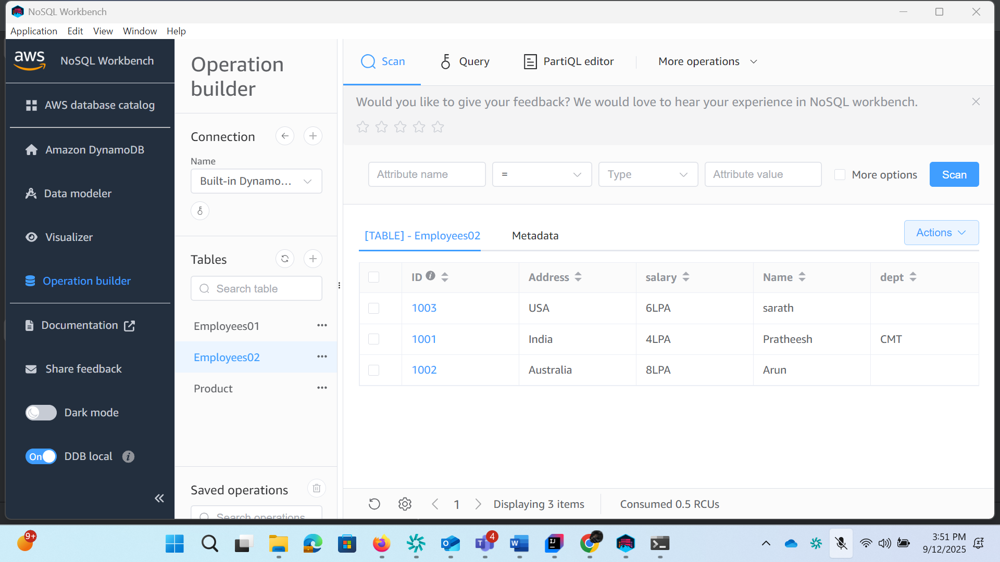 NoSQL Workbench
Application Edit View Window Help
aws NoSQL Workbench
AWS database catalog
Amazon DynamoDB
Data modeler
Visualizer
Operation builder
Documentation
Share feedback
Dark mode
On DDB local
Operation
builder
Connection
Name
Built-in Dynamo...
Tables
Search table
Employees01
Employees02
Product
Saved operations
Search operations
Scan Query PartiQL editor More operations
Would you like to give your feedback? We would love to hear your experience in NoSQL workbench.
Attribute name = Type Attribute value More options Scan
[TABLE] - Employees02 Metadata Actions
ID Address salary Name dept
1003 USA 6LPA sarath
1001 India 4LPA Pratheesh CMT
1002 Australia 8LPA Arun
1 Displaying 3 items Consumed 0.5 RCUs
9+
4
3:51 PM
9/12/2025